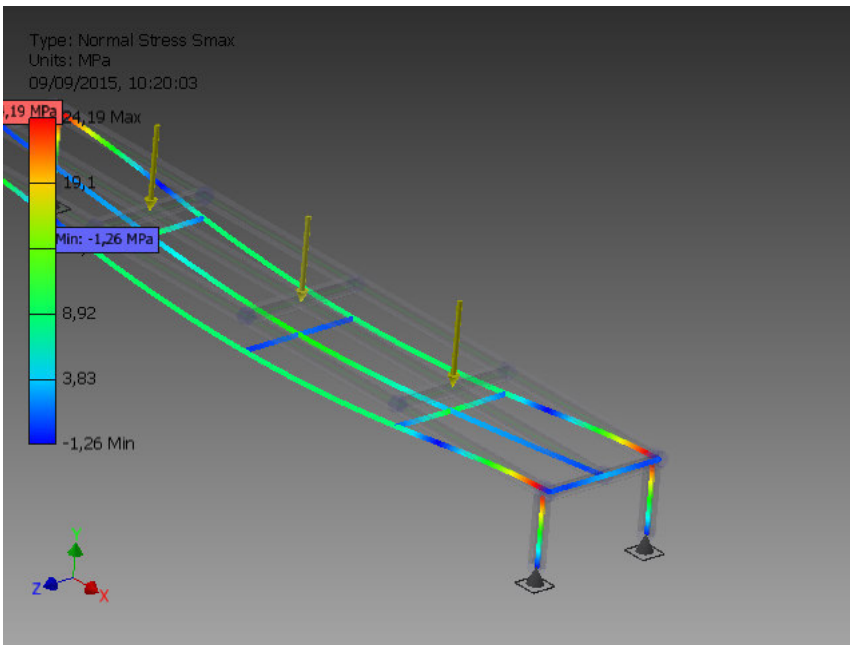 Type: Normal Stress Smax
Units: MPa
09/09/2015, 10:20:03
,19 MPa
24,19 Max
19,1
Min: -1,26 MPa
8,92
3,83
-1,26 Min
Y
Z
X